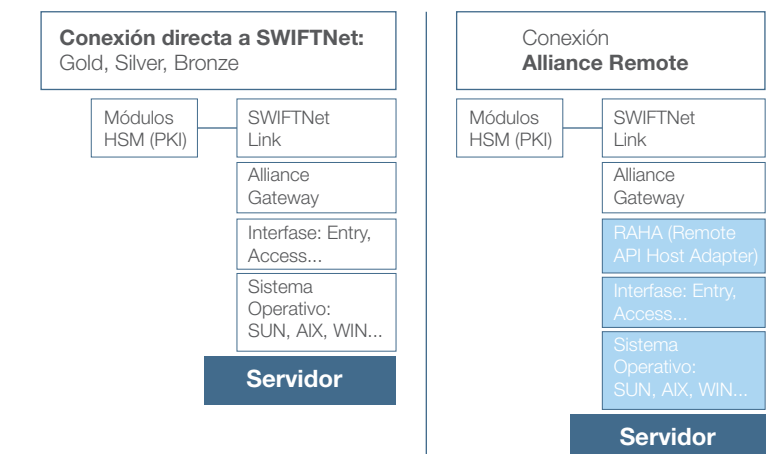 Conexión directa a SWIFTNet:
Gold, Silver, Bronze
Módulos
HSM (PKI)
SWIFTNet
Link
Alliance
Gateway
Interfase: Entry,
Access...
Sistema
Operativo:
SUN, AIX, WIN...
Servidor
Conexión
Alliance Remote
Módulos
HSM (PKI)
SWIFTNet
Link
Alliance
Gateway
RAHA (Remote
API Host Adapter)
Interfase: Entry,
Access...
Sistema
Operativo:
SUN, AIX, WIN...
Servidor